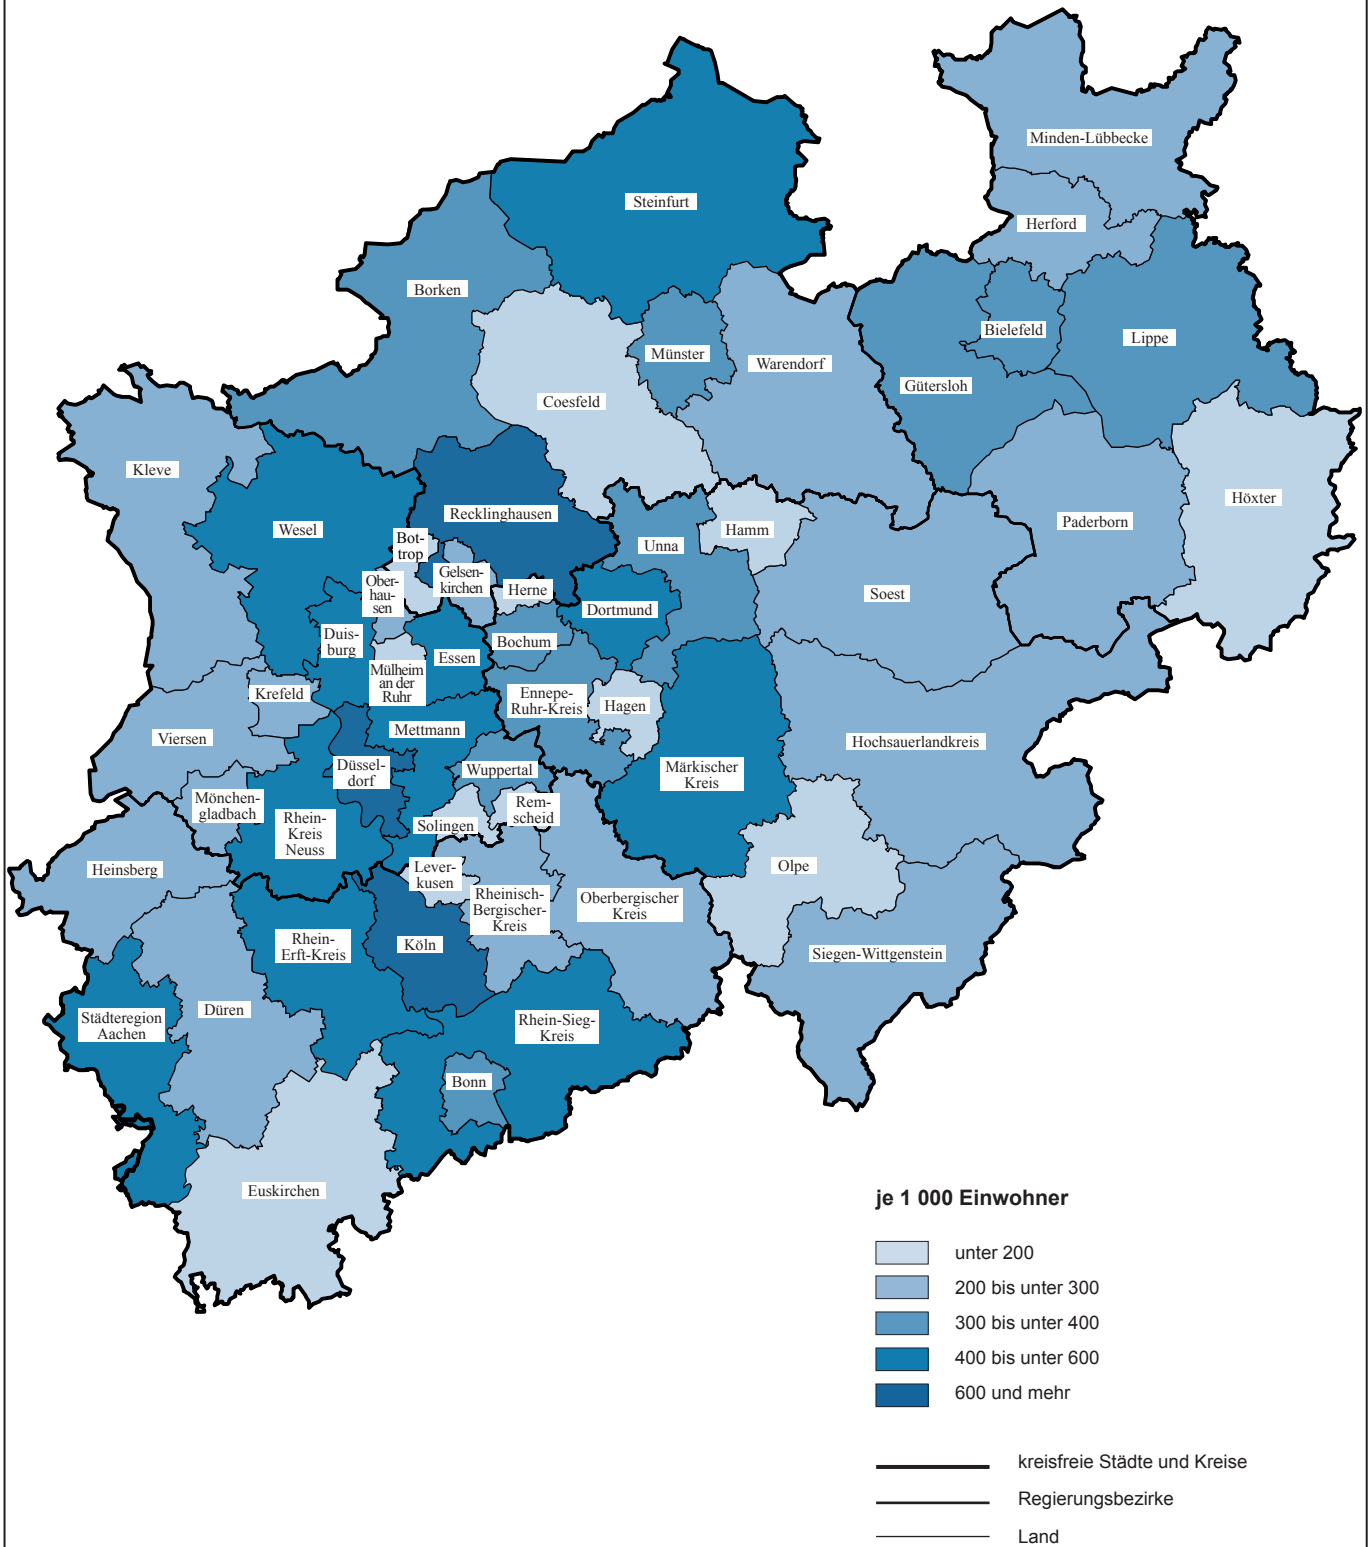 Minden-Lübbecke
Steinfurt
Herford
Borken
Bielefeld
Lippe
Münster
Warendorf
Gütersloh
Coesfeld
Kleve
Höxter
Recklinghausen
Paderborn
Wesel
Hamm
Unna
Bot-
trop
Gelsen-
kirchen
Ober-
hau-
sen
Herne
Soest
Dortmund
Duis-
burg
Bochum
Essen
Mülheim
an der
Ruhr
Krefeld
Ennepe-
Ruhr-Kreis
Hagen
Mettmann
Viersen
Hochsauerlandkreis
Düssel-
dorf
Wuppertal
Märkischer
Kreis
Mönchen-
gladbach
Rem-
scheid
Rhein-
Kreis
Neuss
Solingen
Heinsberg
Lever-
kusen
Olpe
Rheinisch-
Bergischer-
Kreis
Oberbergischer
Kreis
Rhein-
Erft-Kreis
Köln
Siegen-Wittgenstein
Düren
Städteregion
Aachen
Rhein-Sieg-
Kreis
Bonn
Euskirchen
je 1 000 Einwohner
unter 200
200 bis unter 300
300 bis unter 400
400 bis unter 600
600 und mehr
kreisfreie Städte und Kreise
Regierungsbezirke
Land